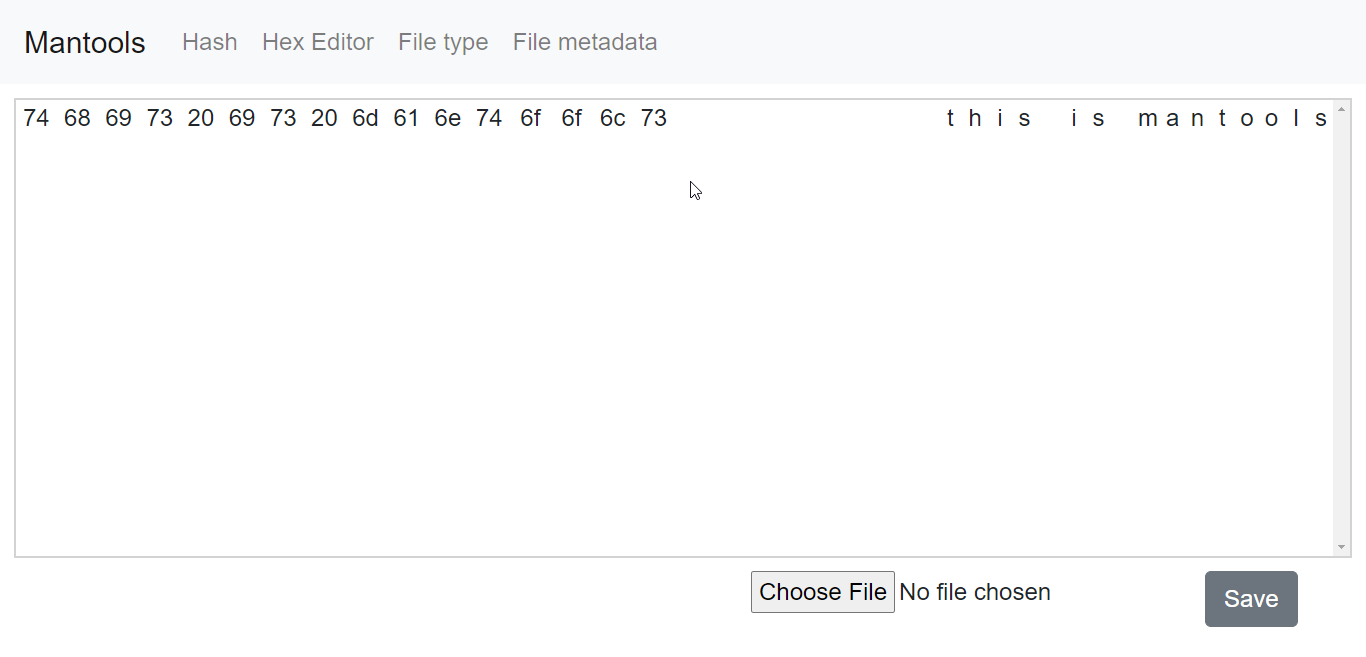 Mantools Hash Hex Editor File type File metadata
74 68 69 73 20 69 73 20 6d 61 6e 74 6f 6f 6c 73 t h i s   i s   m a n t o o l s
Choose File No file chosen Save